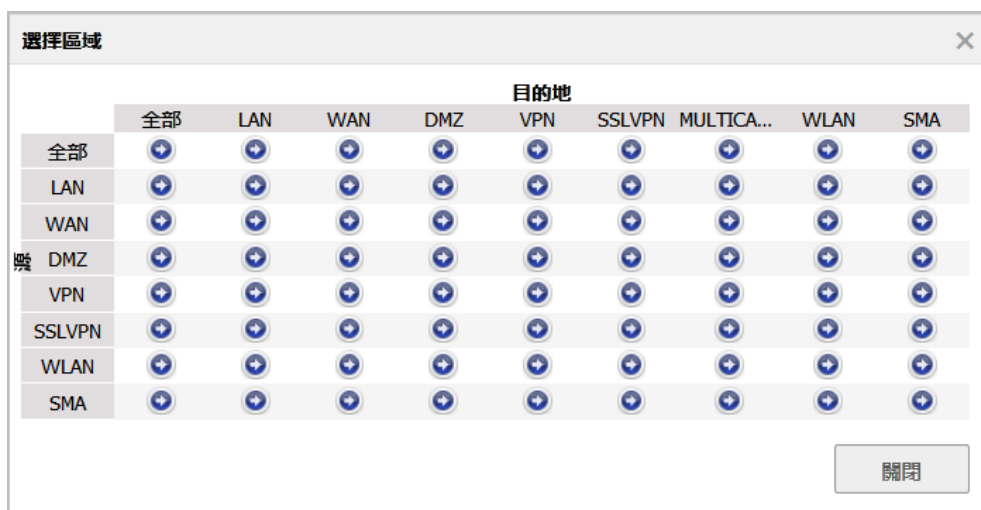 選擇區域
目的地
全部 LAN WAN DMZ VPN SSLVPN MULTICA... WLAN SMA
全部
LAN
WAN
源 DMZ
VPN
SSLVPN
WLAN
SMA
關閉